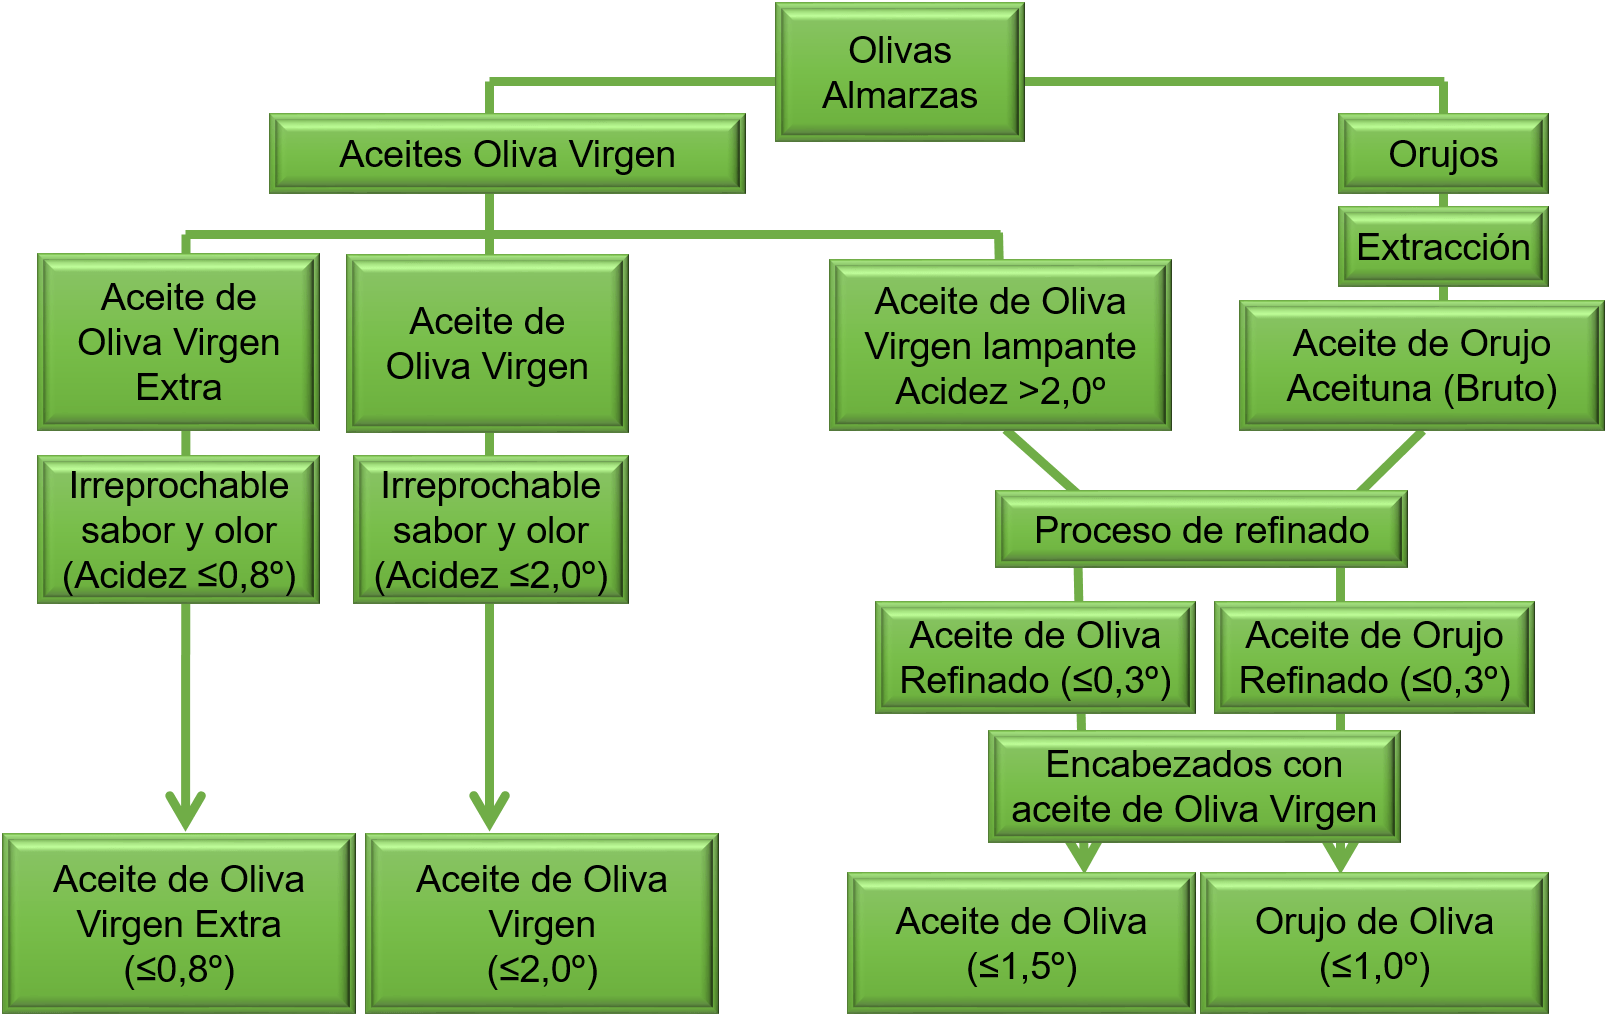 Olivas
Almarzas
Aceites Oliva Virgen
Orujos
Extracción
Aceite de
Oliva Virgen
Extra
Aceite de
Oliva Virgen
Aceite de Oliva
Virgen lampante
Acidez >2,0º
Aceite de Orujo
Aceituna (Bruto)
Irreprochable
sabor y olor
(Acidez ≤0,8º)
Irreprochable
sabor y olor
(Acidez ≤2,0º)
Proceso de refinado
Aceite de Oliva
Refinado (≤0,3º)
Aceite de Orujo
Refinado (≤0,3º)
Encabezados con
aceite de Oliva Virgen
Aceite de Oliva
Virgen Extra
(≤0,8º)
Aceite de Oliva
Virgen
(≤2,0º)
Aceite de Oliva
(≤1,5º)
Orujo de Oliva
(≤1,0º)